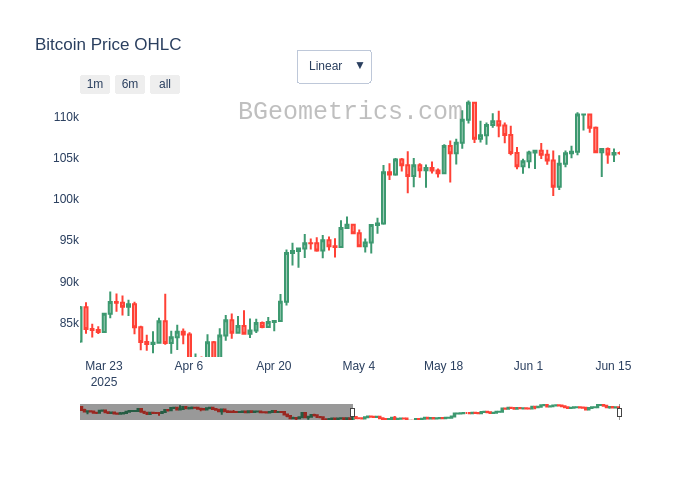 Bitcoin Price OHLC
Linear ▼
1m 6m all
BGeometrics.com
110k
105k
100k
95k
90k
85k
Mar 23 Apr 6 Apr 20 May 4 May 18 Jun 1 Jun 15
2025